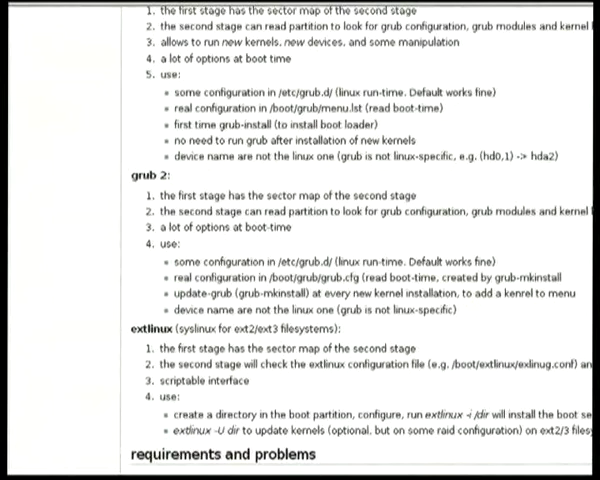 1. the first stage has the sector map of the second stage
2. the second stage can read partition to look for grub configuration, grub modules and kernel
3. allows to run new kernels, new devices, and some manipulation
4. a lot of options at boot time
5. use:
some configuration in /etc/grub.d/ (linux run-time. Default works fine)
real configuration in /boot/grub/menu.lst (read boot-time)
first time grub-install (to install boot loader)
no need to run grub after installation of new kernels
device name are not the linux one (grub is not linux-specific, e.g. (hd0,1) -> hda2)
grub 2:
1. the first stage has the sector map of the second stage
2. the second stage can read partition to look for grub configuration, grub modules and kernel
3. a lot of options at boot-time
4. use:
some configuration in /etc/grub.d/ (linux run-time. Default works fine)
real configuration in /boot/grub/grub.cfg (read boot-time, created by grub-mkinstall
update-grub (grub-mkinstall) at every new kernel installation, to add a kenrel to menu
device name are not the linux one (grub is not linux-specific)
extlinux (syslinux for ext2/ext3 filesystems):
1. the first stage has the sector map of the second stage
2. the second stage will check the extlinux configuration file (e.g. /boot/extlinux/exlinug.conf) an
3. scriptable interface
4. use:
create a directory in the boot partition, configure, run extlinux -i /dir will install the boot se
extlinux -U dir to update kernels (optional, but on some raid configuration) on ext2/3 files
requirements and problems